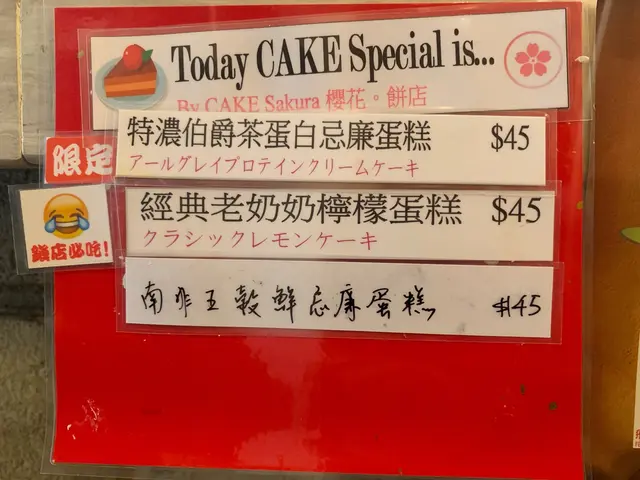 Today CAKE Special is...
By CAKE Sakura 櫻花。餅店
特濃伯爵茶蛋白忌廉蛋糕 $45
限定
アールグレイプロテインクリームケーキ
經典老奶奶檸檬蛋糕 $45
鎮店必吃!
クラシックレモンケーキ
南非五穀鮮忌廉蛋糕 $45